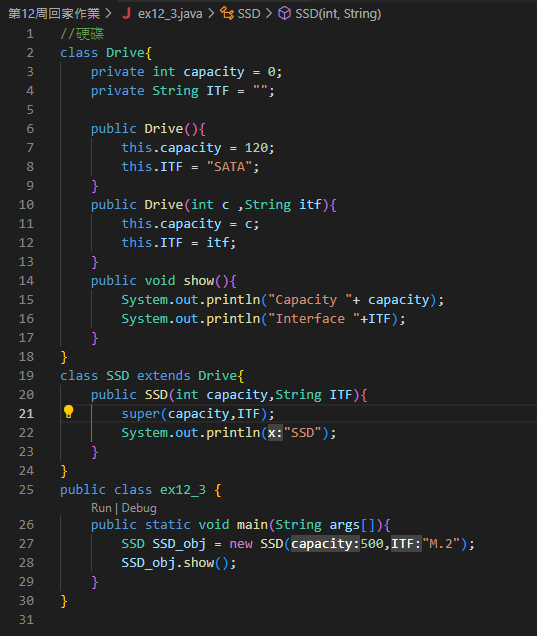 第12周回家作業 > J ex12_3.java > SSD > SSD(int, String)
1 //硬碟
2 class Drive{
3     private int capacity = 0;
4     private String ITF = "";
5
6     public Drive(){
7         this.capacity = 120;
8         this.ITF = "SATA";
9     }
10     public Drive(int c ,String itf){
11         this.capacity = c;
12         this.ITF = itf;
13     }
14     public void show(){
15         System.out.println("Capacity "+ capacity);
16         System.out.println("Interface "+ITF);
17     }
18 }
19 class SSD extends Drive{
20     public SSD(int capacity,String ITF){
21         super(capacity,ITF);
22         System.out.println(x:"SSD");
23     }
24 }
25 public class ex12_3 {
Run | Debug
26     public static void main(String args[]){
27         SSD SSD_obj = new SSD(capacity:500,ITF:"M.2");
28         SSD_obj.show();
29     }
30 }
31